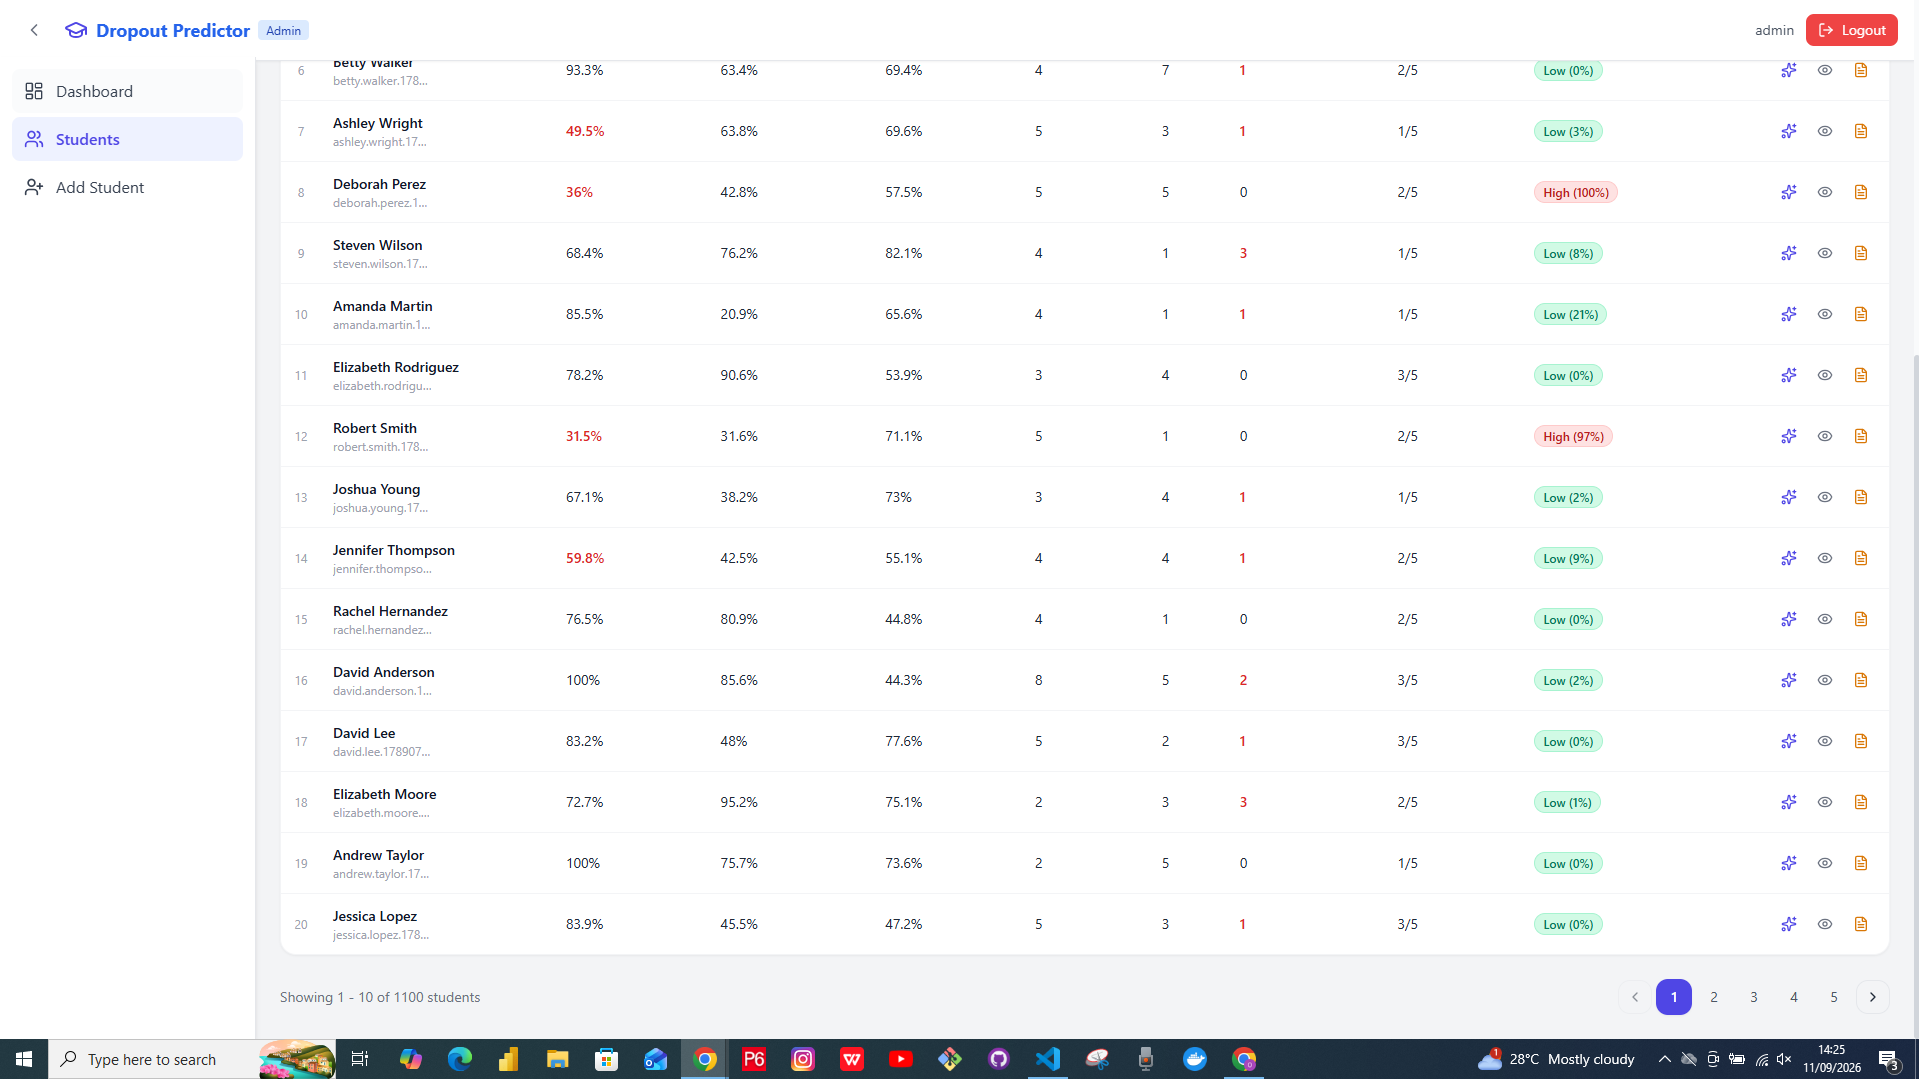 Dropout Predictor Admin admin Logout
Dashboard
Students
Add Student
6 Betty Walker 93.3% 63.4% 69.4% 4 7 1 2/5 Low (0%)
betty.walker.178...
7 Ashley Wright 49.5% 63.8% 69.6% 5 3 1 1/5 Low (3%)
ashley.wright.17...
8 Deborah Perez 36% 42.8% 57.5% 5 5 0 2/5 High (100%)
deborah.perez.1...
9 Steven Wilson 68.4% 76.2% 82.1% 4 1 3 1/5 Low (8%)
steven.wilson.17...
10 Amanda Martin 85.5% 20.9% 65.6% 4 1 1 1/5 Low (21%)
amanda.martin.1...
11 Elizabeth Rodriguez 78.2% 90.6% 53.9% 3 4 0 3/5 Low (0%)
elizabeth.rodrigu...
12 Robert Smith 31.5% 31.6% 71.1% 5 1 0 2/5 High (97%)
robert.smith.178...
13 Joshua Young 67.1% 38.2% 73% 3 4 1 1/5 Low (2%)
joshua.young.17...
14 Jennifer Thompson 59.8% 42.5% 55.1% 4 4 1 2/5 Low (9%)
jennifer.thompso...
15 Rachel Hernandez 76.5% 80.9% 44.8% 4 1 0 2/5 Low (0%)
rachel.hernandez...
16 David Anderson 100% 85.6% 44.3% 8 5 2 3/5 Low (2%)
david.anderson.1...
17 David Lee 83.2% 48% 77.6% 5 2 1 3/5 Low (0%)
david.lee.178907...
18 Elizabeth Moore 72.7% 95.2% 75.1% 2 3 3 2/5 Low (1%)
elizabeth.moore....
19 Andrew Taylor 100% 75.7% 73.6% 2 5 0 1/5 Low (0%)
andrew.taylor.17...
20 Jessica Lopez 83.9% 45.5% 47.2% 5 3 1 3/5 Low (0%)
jessica.lopez.178...
Showing 1 - 10 of 1100 students 1 2 3 4 5
Type here to search P6 W 1 28°C Mostly cloudy 14:25
11/09/2026 3